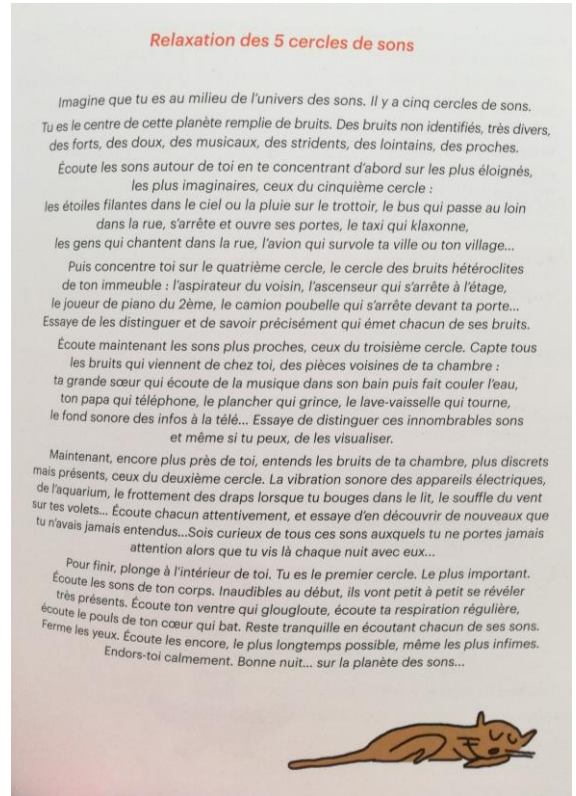 Relaxation des 5 cercles de sons
Imagine que tu es au milieu de l'univers des sons. Il y a cinq cercles de sons.
Tu es le centre de cette planète remplie de bruits. Des bruits non identifiés, très divers,
des forts, des doux, des musicaux, des stridents, des lointains, des proches.
Écoute les sons autour de toi en te concentrant d'abord sur les plus éloignés,
les plus imaginaires, ceux du cinquième cercle :
les étoiles filantes dans le ciel ou la pluie sur le trottoir, le bus qui passe au loin
dans la rue, s'arrête et ouvre ses portes, le taxi qui klaxonne,
les gens qui chantent dans la rue, l'avion qui survole ta ville ou ton village...
Puis concentre toi sur le quatrième cercle, le cercle des bruits hétéroclites
de ton immeuble : l'aspirateur du voisin, l'ascenseur qui s'arrête à l'étage,
le joueur de piano du 2ème, le camion poubelle qui s'arrête devant ta porte...
Essaye de les distinguer et de savoir précisément qui émet chacun de ses bruits.
Écoute maintenant les sons plus proches, ceux du troisième cercle. Capte tous
les bruits qui viennent de chez toi, des pièces voisines de ta chambre :
ta grande sœur qui écoute de la musique dans son bain puis fait couler l'eau,
ton papa qui téléphone, le plancher qui grince, le lave-vaisselle qui tourne,
le fond sonore des infos à la télé... Essaye de distinguer ces innombrables sons
et même si tu peux, de les visualiser.
Maintenant, encore plus près de toi, entends les bruits de ta chambre, plus discrets
mais présents, ceux du deuxième cercle. La vibration sonore des appareils électriques,
de l'aquarium, le frottement des draps lorsque tu bouges dans le lit, le souffle du vent
sur tes volets... Écoute chacun attentivement, et essaye d'en découvrir de nouveaux que
tu n'avais jamais entendus...Sois curieux de tous ces sons auxquels tu ne portes jamais
attention alors que tu vis là chaque nuit avec eux...
Pour finir, plonge à l'intérieur de toi. Tu es le premier cercle. Le plus important.
Écoute les sons de ton corps. Inaudibles au début, ils vont petit à petit se révéler
très présents. Écoute ton ventre qui glougloute, écoute ta respiration régulière,
écoute le pouls de ton cœur qui bat. Reste tranquille en écoutant chacun de ses sons.
Ferme les yeux. Écoute les encore, le plus longtemps possible, même les plus infimes.
Endors-toi calmement. Bonne nuit... sur la planète des sons...